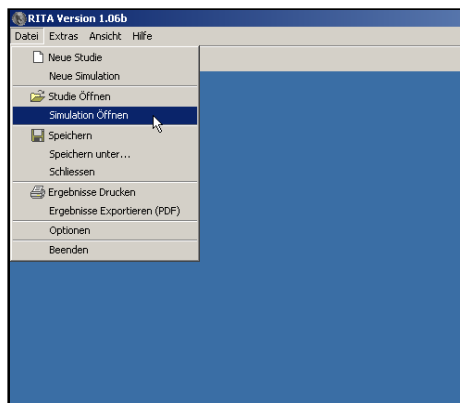 RITA Version 1.06b
Datei Extras Ansicht Hilfe
Neue Studie
Neue Simulation
Studie Öffnen
Simulation Öffnen
Speichern
Speichern unter...
Schliessen
Ergebnisse Drucken
Ergebnisse Exportieren (PDF)
Optionen
Beenden